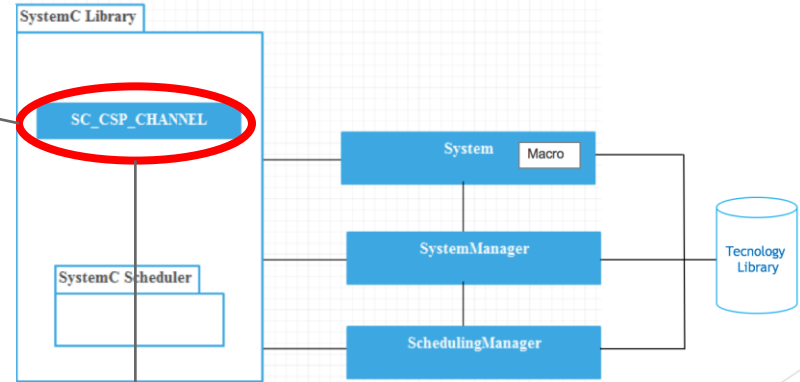 SystemC Library
SC_CSP_CHANNEL
System
Macro
SystemManager
SystemC Scheduler
Tecnology
Library
SchedulingManager